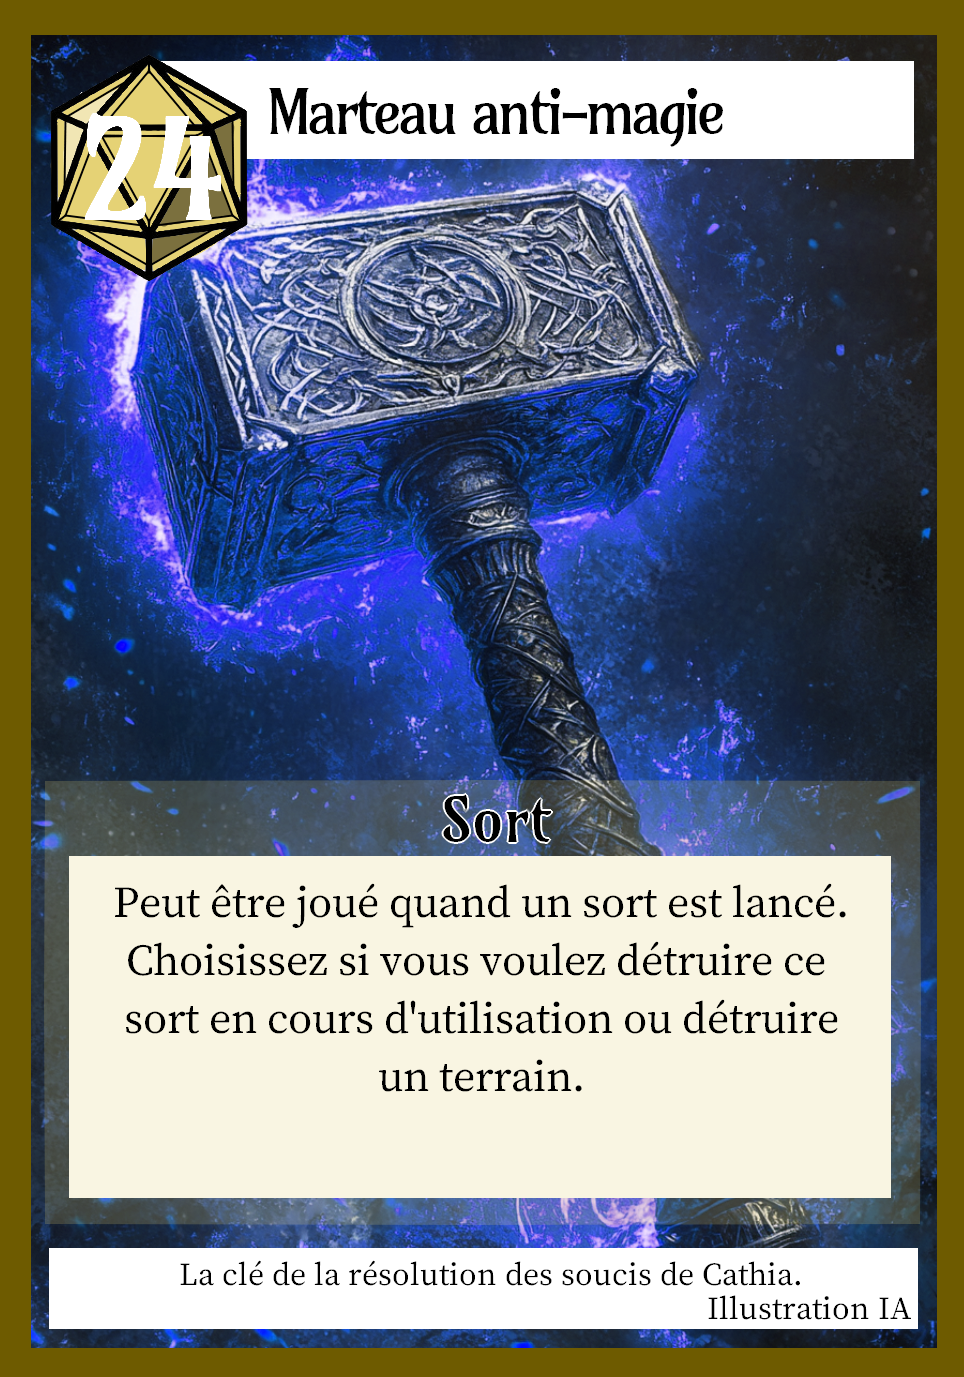 24
Marteau anti-magie
Sort
Peut être joué quand un sort est lancé.
Choisissez si vous voulez détruire ce
sort en cours d'utilisation ou détruire
un terrain.
La clé de la résolution des soucis de Cathia.
Illustration IA